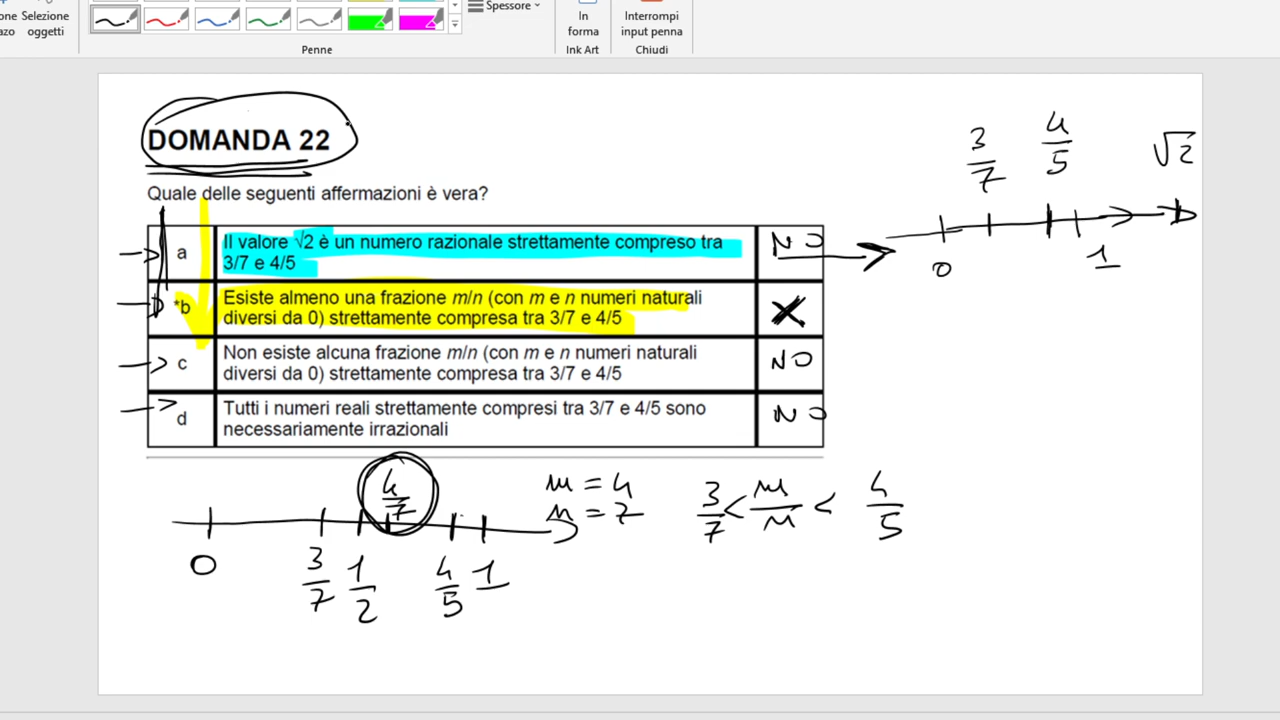 one Selezione
azo oggetti
Spessore
In
forma
Interrompi
input penna
Penne
Ink Art
Chiudi
DOMANDA 22
Quale delle seguenti affermazioni è vera?
a Il valore √2 è un numero razionale strettamente compreso tra
3/7 e 4/5
NO
*b Esiste almeno una frazione m/n (con m e n numeri naturali
diversi da 0) strettamente compresa tra 3/7 e 4/5
X
c Non esiste alcuna frazione m/n (con m e n numeri naturali
diversi da 0) strettamente compresa tra 3/7 e 4/5
NO
d Tutti i numeri reali strettamente compresi tra 3/7 e 4/5 sono
necessariamente irrazionali
NO
3/7 4/5 √2
0 1
4/7
0 3/7 1/2 4/5 1
m = 4
n = 7
3/7 < m/n < 4/5